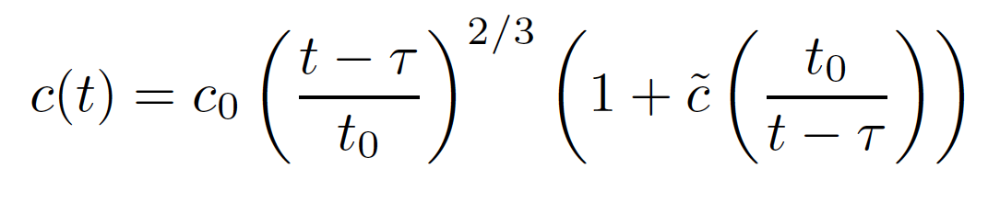 c(t) = c_0 \left( \frac{t - \tau}{t_0} \right)^{2/3} \left( 1 + \tilde{c} \left( \frac{t_0}{t - \tau} \right) \right)